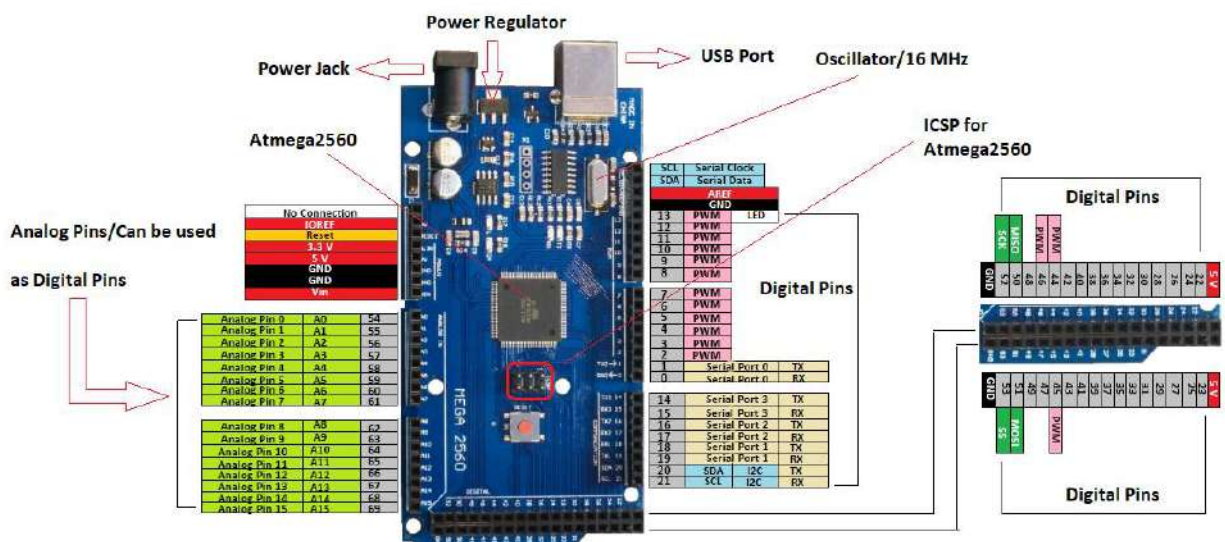 Power Regulator
Power Jack
USB Port
Oscillator/16 MHz
Atmega2560
ICSP for
Atmega2560
Analog Pins/Can be used
as Digital Pins
No Connection
IOREF
Reset
3.3 V
5 V
GND
GND
Vin
Analog Pin 0 A0 54
Analog Pin 1 A1 55
Analog Pin 2 A2 56
Analog Pin 3 A3 57
Analog Pin 4 A4 58
Analog Pin 5 A5 59
Analog Pin 6 A6 60
Analog Pin 7 A7 61
Analog Pin 8 A8 62
Analog Pin 9 A9 63
Analog Pin 10 A10 64
Analog Pin 11 A11 65
Analog Pin 12 A12 66
Analog Pin 13 A13 67
Analog Pin 14 A14 68
Analog Pin 15 A15 69
MEGA 2560
RESET
DIGITAL
SCL Serial Clock
SDA Serial Data
AREF
GND
13 PWM LED
12 PWM
11 PWM
10 PWM
9 PWM
8 PWM
7 PWM
6 PWM
5 PWM
4 PWM
3 PWM
2 PWM
1 Serial Port 0 TX
0 Serial Port 0 RX
14 Serial Port 3 TX
15 Serial Port 3 RX
16 Serial Port 2 TX
17 Serial Port 2 RX
18 Serial Port 1 TX
19 Serial Port 1 RX
20 SDA I2C TX
21 SCL I2C RX
Digital Pins
Digital Pins
SCK MISO PWM PWM
GND 52 50 48 46 44 42 40 38 36 34 32 30 28 26 24 22 5 V
GND 53 51 49 47 45 43 41 39 37 35 33 31 29 27 25 23 5 V
SS MOSI PWM
Digital Pins